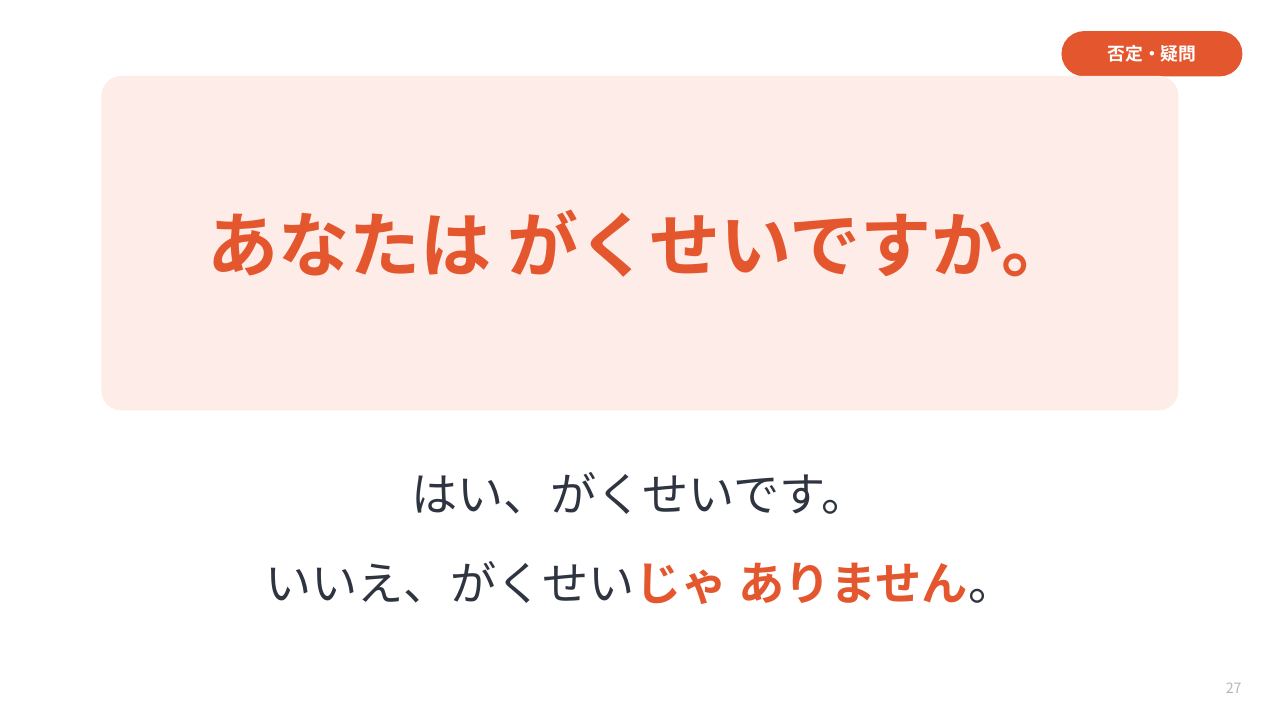 否定・疑問
あなたは がくせいですか。
はい、がくせいです。
いいえ、がくせいじゃ ありません。
27